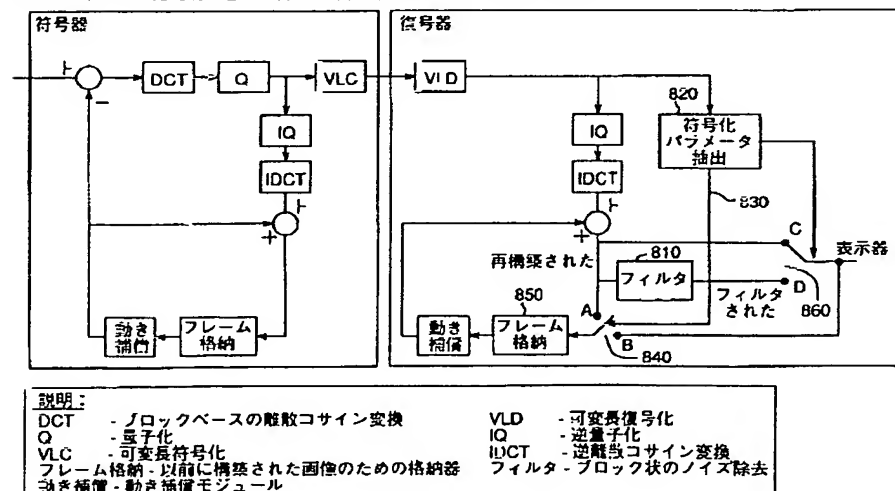 符号器
復号器
DCT
Q
VLC
VLD
820
符号化
パラメータ
抽出
IQ
IQ
IDCT
IDCT
830
C
表示器
再構築された
810
フィルタ
D
フィルタ
された
860
850
A
動き
補償
フレーム
格納
動き
補償
フレーム
格納
B
840
説明：
DCT - ブロックベースの離散コサイン変換
Q - 量子化
VLC - 可変長符号化
フレーム格納 - 以前に構築された画像のための格納器
動き補償 - 動き補償モジュール
VLD - 可変長復号化
IQ - 逆量子化
IDCT - 逆離散コサイン変換
フィルタ - ブロック状のノイズ除去